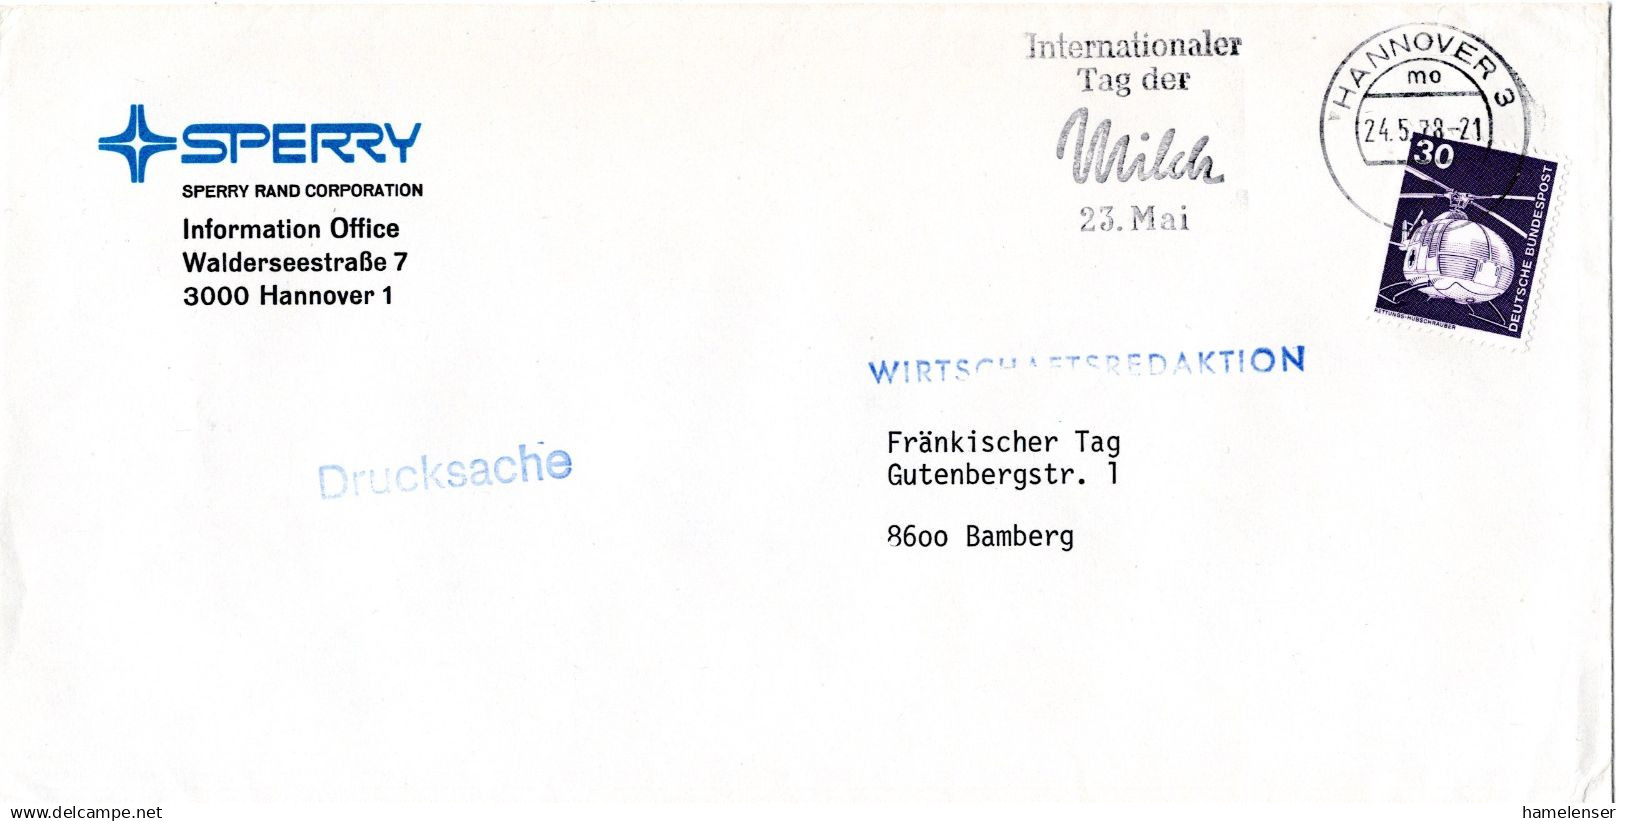 SPERRY
SPERRY RAND CORPORATION
Information Office
Walderseestraße 7
3000 Hannover 1
Internationaler
Tag der
Milch
23. Mai
HANNOVER 3
mo
24.5.78-21
30
DEUTSCHE BUNDESPOST
RETTUNGS-HUBSCHRAUBER
WIRTSCHAFTSREDAKTION
Drucksache
Fränkischer Tag
Gutenbergstr. 1
8600 Bamberg
www.delcampe.net
hamelenser